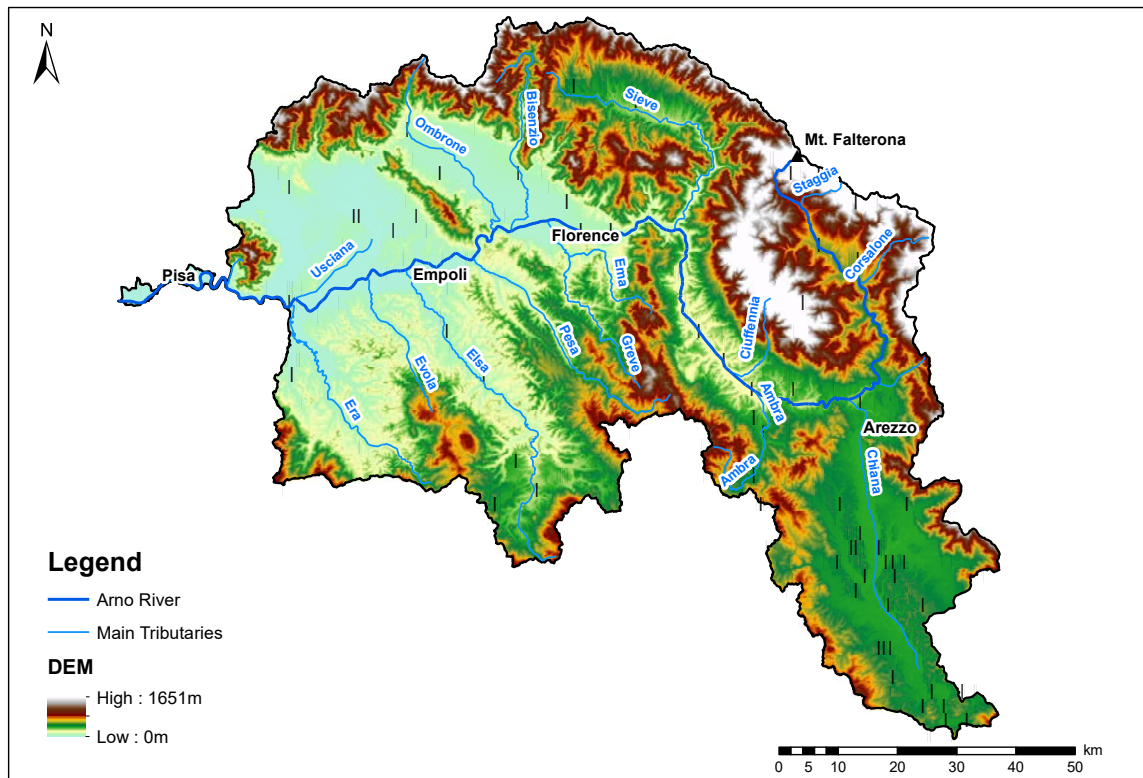 N
Mt. Falterona
Sieve
Bisenzio
Ombrone
Staggia
Corsalone
Florence
Usciana
Pisa
Empoli
Ema
Ciuffennia
Pesa
Greve
Elsa
Evola
Era
Ambra
Arezzo
Ambra
Chiana
Legend
Arno River
Main Tributaries
DEM
High : 1651m
Low : 0m
km
0 10 20 30 40 50